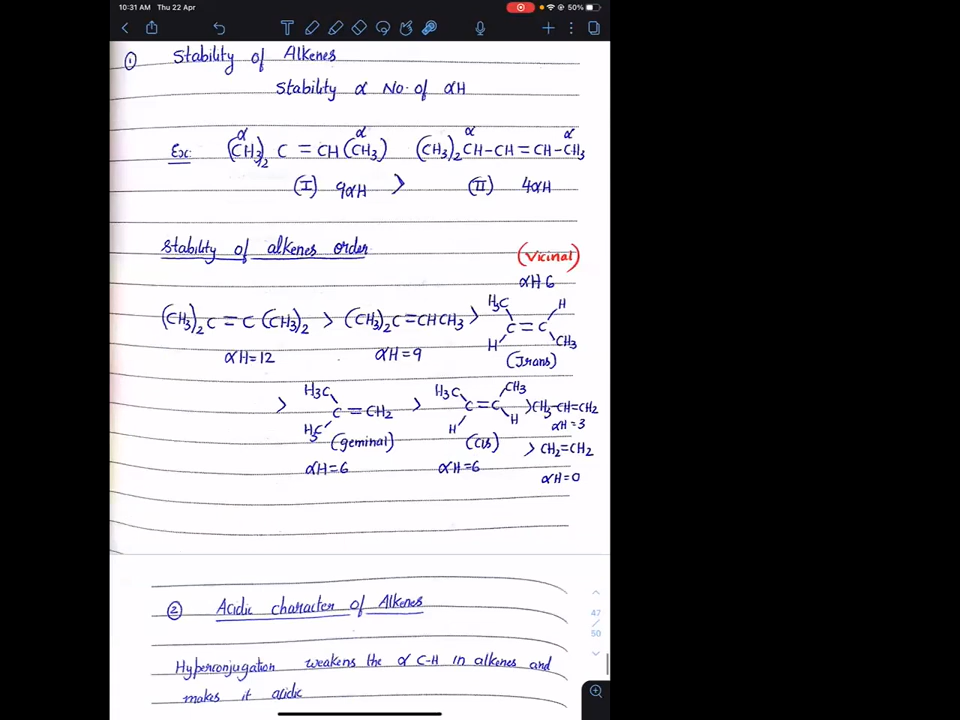 10:31 AM Thu 22 Apr
50%
① Stability of Alkenes
Stability α No. of αH
α α α α
Ex: (CH3)2 C = CH (CH3) (CH3)2 CH-CH = CH-CH3
(I) 9αH > (II) 4αH
Stability of alkenes order
(Vicinal)
αH 6
(CH3)2 C = C (CH3)2 > (CH3)2 C = CHCH3 > H3C H C = C H CH3
αH = 12 αH = 9 (Trans)
> H3C H3C C = CH2 > H3C CH3 C = C H H > CH3-CH=CH2
αH = 3
(geminal) (Cis) > CH2 = CH2
αH = 6 αH = 6 αH = 0
② Acidic character of Alkenes
47
/
50
Hyperconjugation weakens the α C-H in alkenes and
makes it acidic